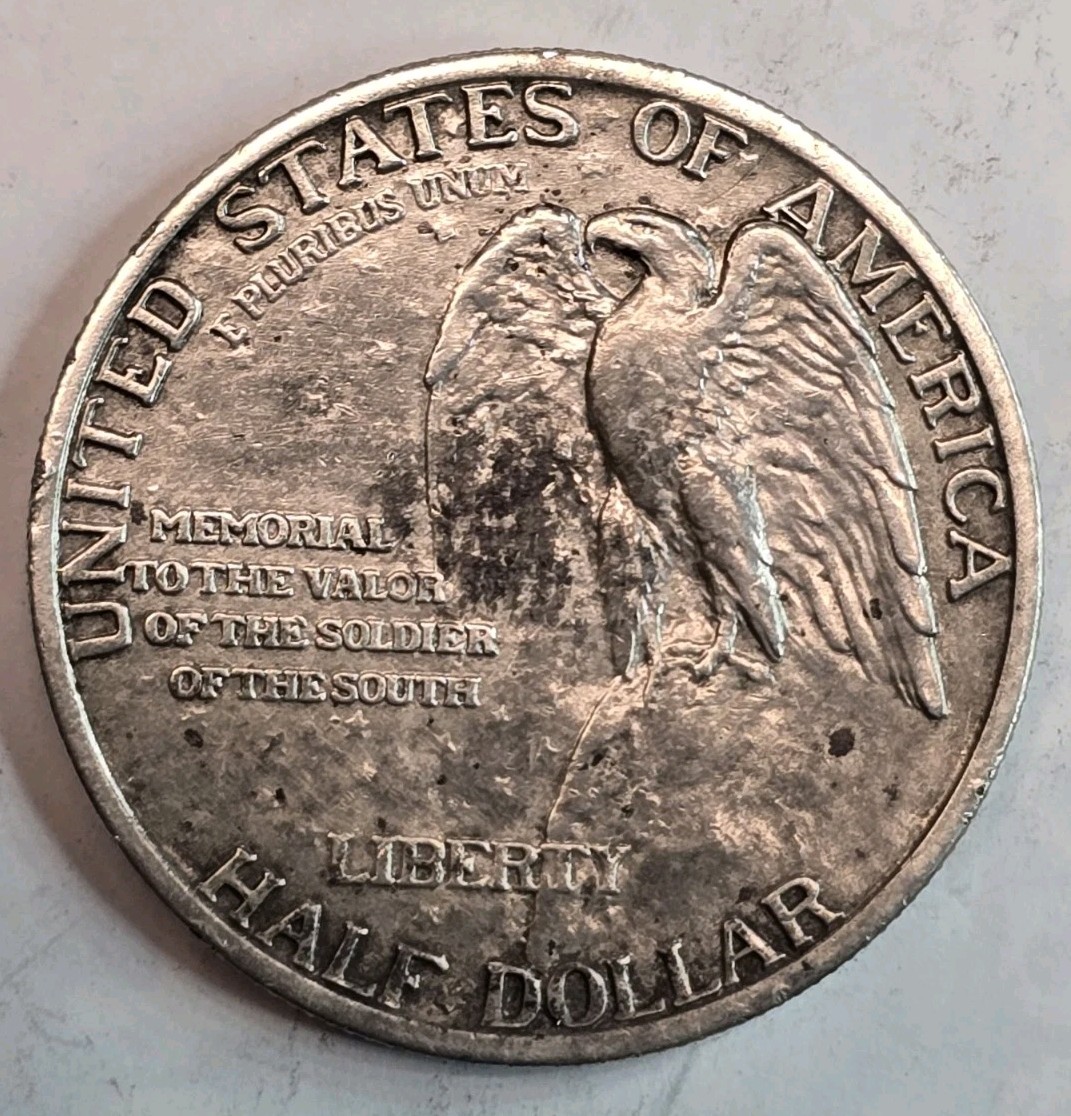 UNITED STATES OF AMERICA
E PLURIBUS UNUM
MEMORIAL
TO THE VALOR
OF THE SOLDIER
OF THE SOUTH
LIBERTY
HALF DOLLAR